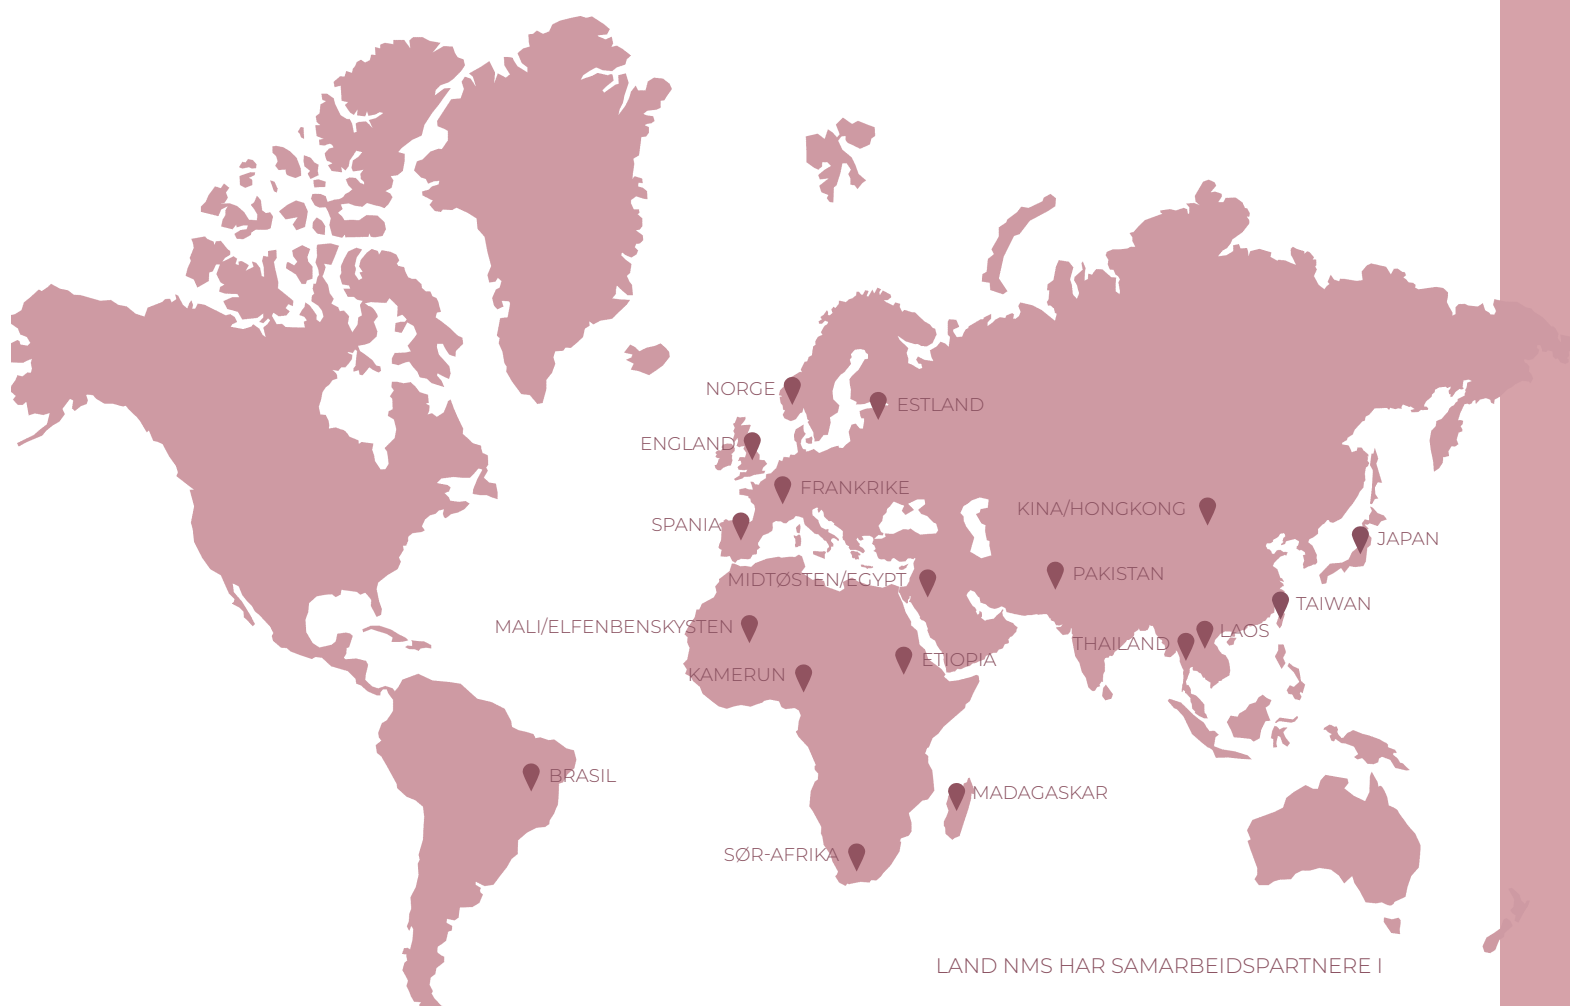 NORGE
ESTLAND
ENGLAND
FRANKRIKE
SPANIA
KINA/HONGKONG
JAPAN
MIDTØSTEN/EGYPT
PAKISTAN
TAIWAN
MALI/ELFENBENSKYSTEN
LAOS
THAILAND
ETIOPIA
KAMERUN
BRASIL
MADAGASKAR
SØR-AFRIKA
LAND NMS HAR SAMARBEIDSPARTNERE I